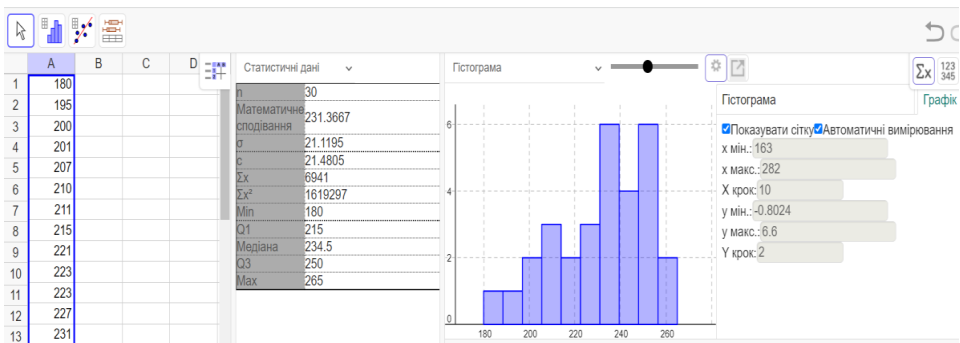 123
345
Σx
A B C D
Статистичні дані
Гістограма
1 180
2 195
3 200
4 201
5 207
6 210
7 211
8 215
9 221
10 223
11 223
12 227
13 231
n 30
Математичне сподівання 231.3667
σ 21.1195
с 21.4805
Σx 6941
Σx² 1619297
Min 180
Q1 215
Медіана 234.5
Q3 250
Max 265
6
4
2
0
180 200 220 240 260
Гістограма Графік
Показувати сітку Автоматичні вимірювання
x мін.: 163
x макс.: 282
X крок: 10
y мін.: -0.8024
y макс.: 6.6
Y крок: 2